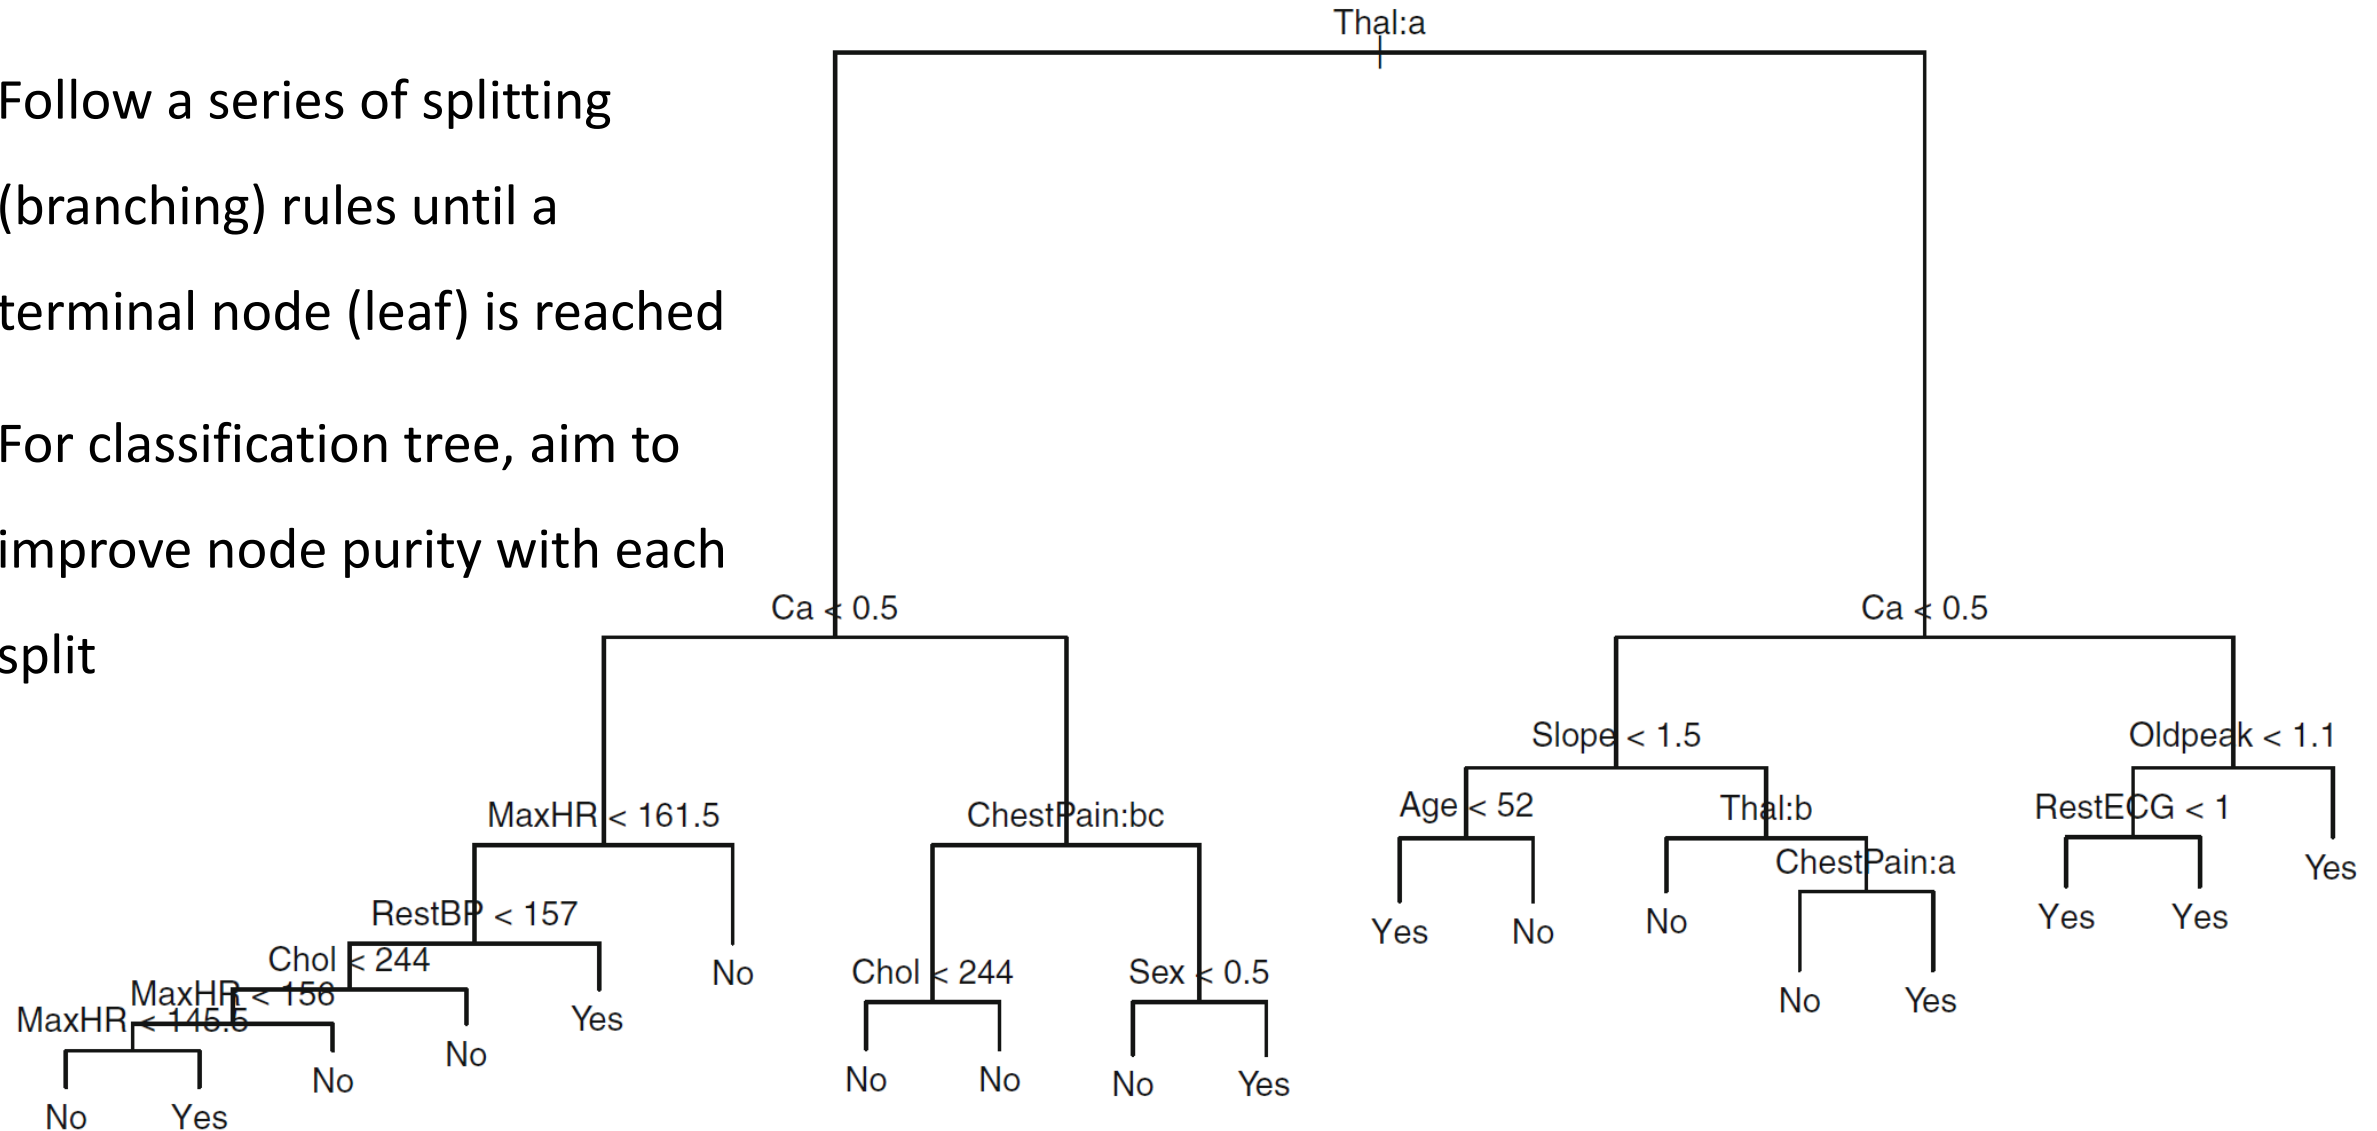 Thal:a
Follow a series of splitting
(branching) rules until a
terminal node (leaf) is reached
For classification tree, aim to
improve node purity with each
split
Ca < 0.5
Ca < 0.5
Slope < 1.5
Oldpeak < 1.1
MaxHR < 161.5
ChestPain:bc
Age < 52
Thal:b
RestECG < 1
ChestPain:a
Yes
RestBP < 157
Yes
No
No
Yes
Yes
Chol < 244
No
Chol < 244
Sex < 0.5
MaxHR < 156
No
Yes
MaxHR < 145.5
Yes
No
No
No
No
No
Yes
No
Yes